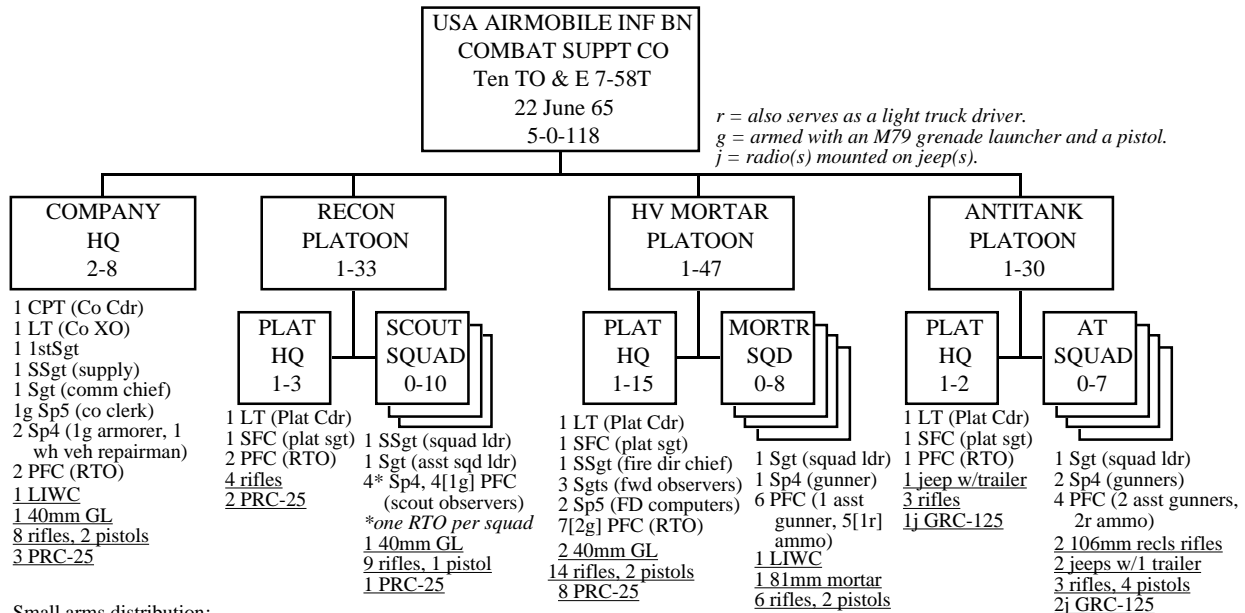 USA AIRMOBILE INF BN
COMBAT SUPPT CO
Ten TO & E 7-58T
22 June 65
5-0-118
r = also serves as a light truck driver.
g = armed with an M79 grenade launcher and a pistol.
j = radio(s) mounted on jeep(s).
COMPANY
HQ
2-8
RECON
PLATOON
1-33
HV MORTAR
PLATOON
1-47
ANTITANK
PLATOON
1-30
1 CPT (Co Cdr)
1 LT (Co XO)
1 1stSgt
1 SSgt (supply)
1 Sgt (comm chief)
1g Sp5 (co clerk)
2 Sp4 (1g armorer, 1
wh veh repairman)
2 PFC (RTO)
1 LIWC
1 40mm GL
8 rifles, 2 pistols
3 PRC-25
PLAT
HQ
1-3
1 LT (Plat Cdr)
1 SFC (plat sgt)
2 PFC (RTO)
4 rifles
2 PRC-25
SCOUT
SQUAD
0-10
1 SSgt (squad ldr)
1 Sgt (asst sqd ldr)
4* Sp4, 4[1g] PFC
(scout observers)
*one RTO per squad
1 40mm GL
9 rifles, 1 pistol
1 PRC-25
PLAT
HQ
1-15
1 LT (Plat Cdr)
1 SFC (plat sgt)
1 SSgt (fire dir chief)
3 Sgts (fwd observers)
2 Sp5 (FD computers)
7[2g] PFC (RTO)
2 40mm GL
14 rifles, 2 pistols
8 PRC-25
MORTR
SQD
0-8
1 Sgt (squad ldr)
1 Sp4 (gunner)
6 PFC (1 asst
gunner, 5[1r]
ammo)
1 LIWC
1 81mm mortar
6 rifles, 2 pistols
PLAT
HQ
1-2
1 LT (Plat Cdr)
1 SFC (plat sgt)
1 PFC (RTO)
1 jeep w/trailer
3 rifles
1j GRC-125
AT
SQUAD
0-7
1 Sgt (squad ldr)
2 Sp4 (gunners)
4 PFC (2 asst gunners,
2r ammo)
2 106mm recls rifles
2 jeeps w/1 trailer
3 rifles, 4 pistols
2j GRC-125
Small arms distribution: